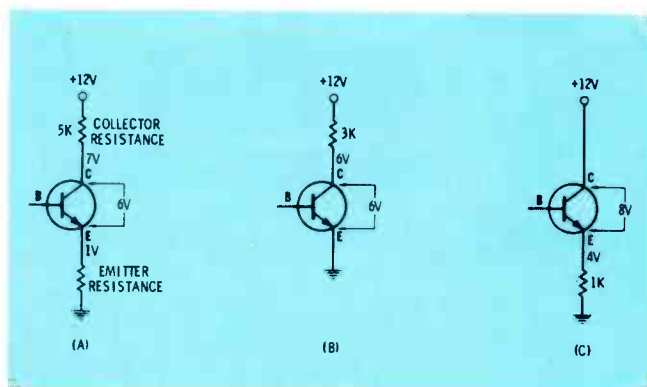 +12V
5K
COLLECTOR
RESISTANCE
7V
C
B
6V
E
1V
EMITTER
RESISTANCE
(A)
+12V
3K
6V
C
B
6V
E
(B)
+12V
C
B
8V
E
4V
1K
(C)